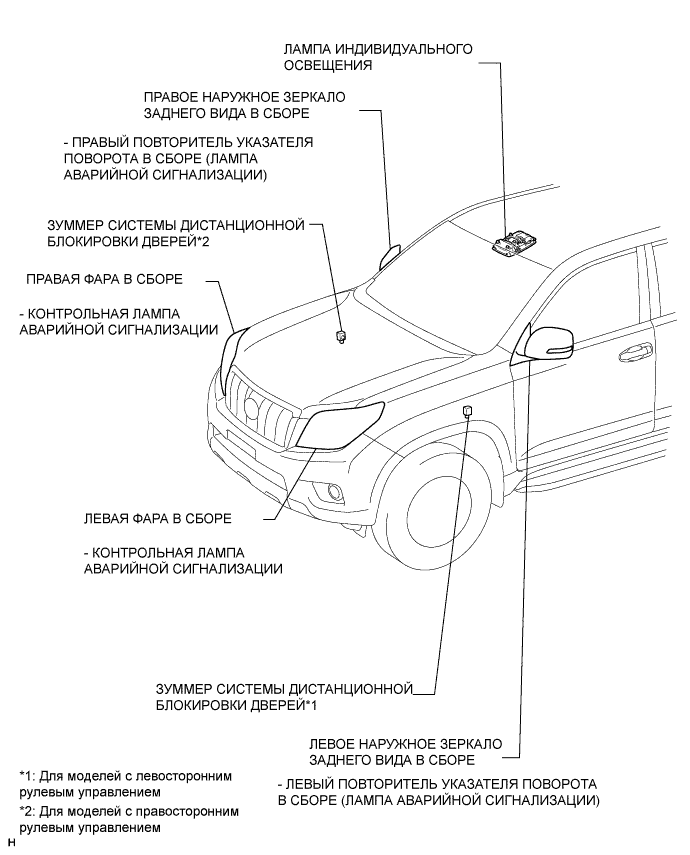 ЛАМПА ИНДИВИДУАЛЬНОГО
ОСВЕЩЕНИЯ
ПРАВОЕ НАРУЖНОЕ ЗЕРКАЛО
ЗАДНЕГО ВИДА В СБОРЕ
- ПРАВЫЙ ПОВТОРИТЕЛЬ УКАЗАТЕЛЯ
ПОВОРОТА В СБОРЕ (ЛАМПА
АВАРИЙНОЙ СИГНАЛИЗАЦИИ)
ЗУММЕР СИСТЕМЫ ДИСТАНЦИОННОЙ
БЛОКИРОВКИ ДВЕРЕЙ*2
ПРАВАЯ ФАРА В СБОРЕ
- КОНТРОЛЬНАЯ ЛАМПА
АВАРИЙНОЙ СИГНАЛИЗАЦИИ
ЛЕВАЯ ФАРА В СБОРЕ
- КОНТРОЛЬНАЯ ЛАМПА
АВАРИЙНОЙ СИГНАЛИЗАЦИИ
ЗУММЕР СИСТЕМЫ ДИСТАНЦИОННОЙ
БЛОКИРОВКИ ДВЕРЕЙ*1
ЛЕВОЕ НАРУЖНОЕ ЗЕРКАЛО
ЗАДНЕГО ВИДА В СБОРЕ
- ЛЕВЫЙ ПОВТОРИТЕЛЬ УКАЗАТЕЛЯ ПОВОРОТА
В СБОРЕ (ЛАМПА АВАРИЙНОЙ СИГНАЛИЗАЦИИ)
*1: Для моделей с левосторонним
рулевым управлением
*2: Для моделей с правосторонним
рулевым управлением
H